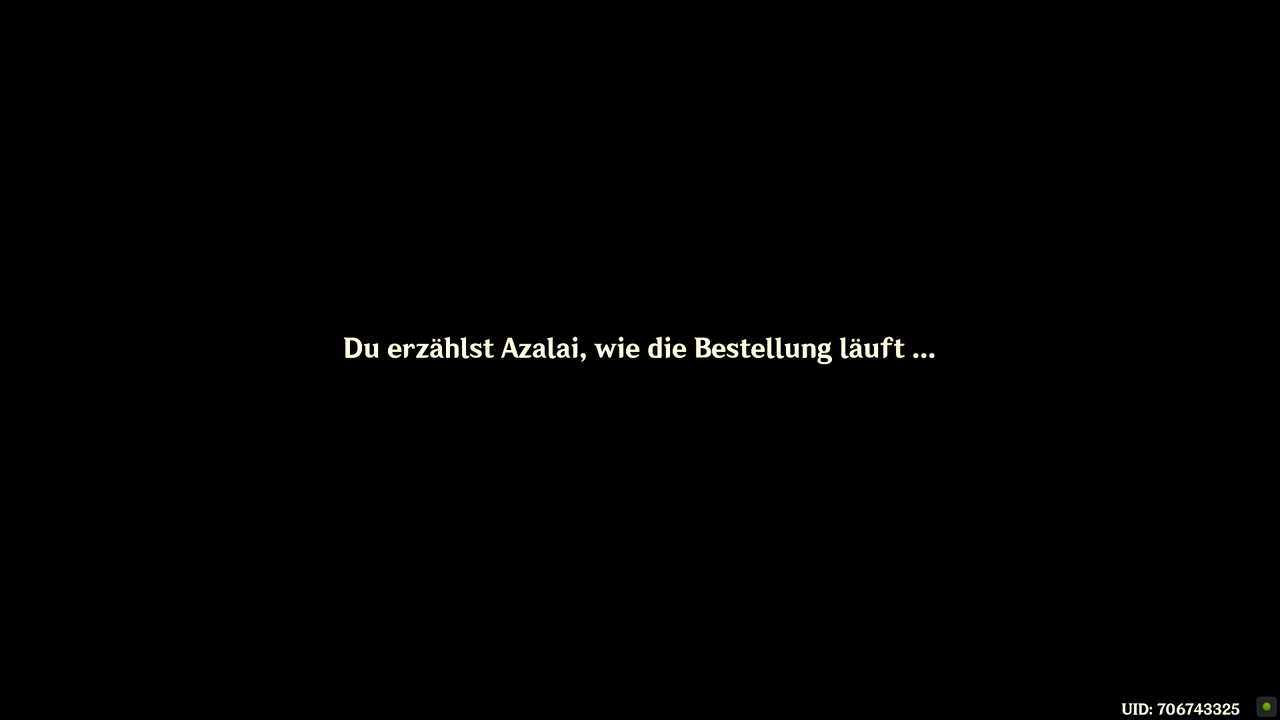 Du erzählst Azalai, wie die Bestellung läuft ...
UID: 706743325